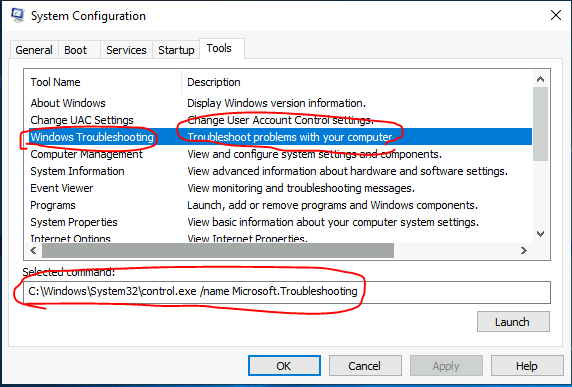 System Configuration
General Boot Services Startup Tools
Tool Name Description
About Windows Display Windows version information.
Change UAC Settings Change User Account Control settings.
Windows Troubleshooting Troubleshoot problems with your computer
Computer Management View and configure system settings and components.
System Information View advanced information about hardware and software settings.
Event Viewer View monitoring and troubleshooting messages.
Programs Launch, add or remove programs and Windows components.
System Properties View basic information about your computer system settings.
Internet Options View Internet Properties.
Selected command:
C:\Windows\System32\control.exe /name Microsoft.Troubleshooting
Launch
OK Cancel Apply Help